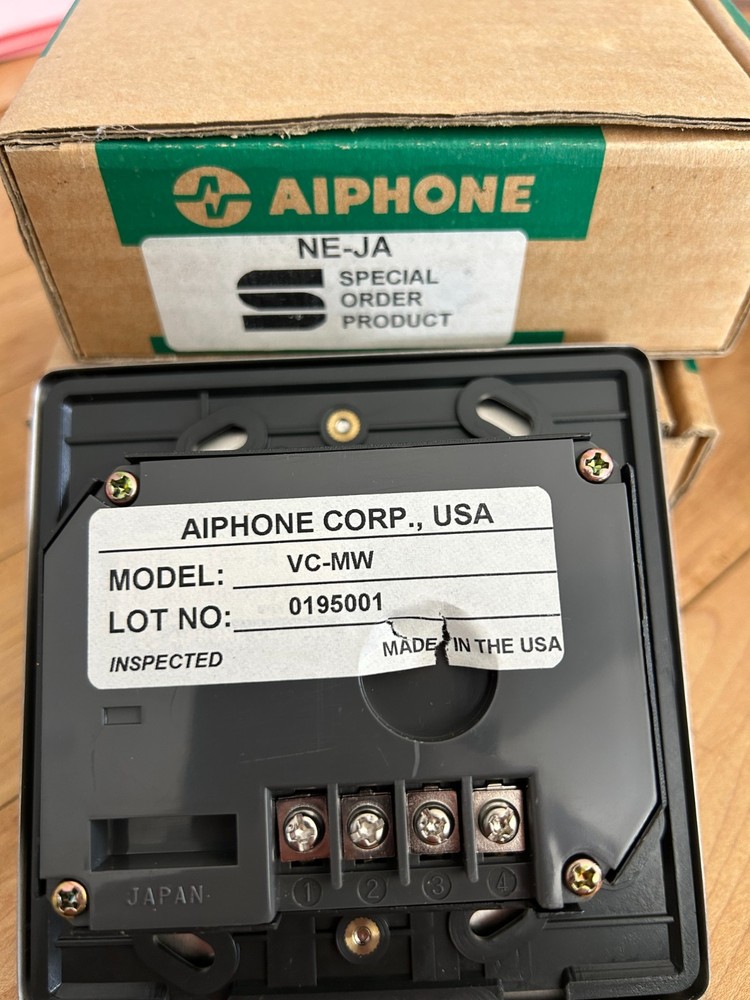 AIPHONE
NE-JA
SPECIAL
ORDER
PRODUCT
AIPHONE CORP., USA
MODEL: VC-MW
LOT NO: 0195001
INSPECTED MADE IN THE USA
JAPAN
1 2 3 4